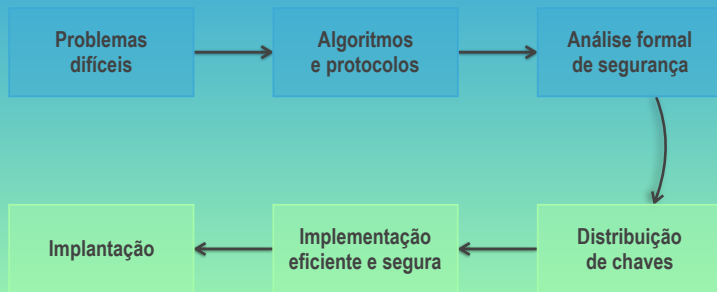 Problemas
difíceis
Algoritmos
e protocolos
Análise formal
de segurança
Implantação
Implementação
eficiente e segura
Distribuição
de chaves